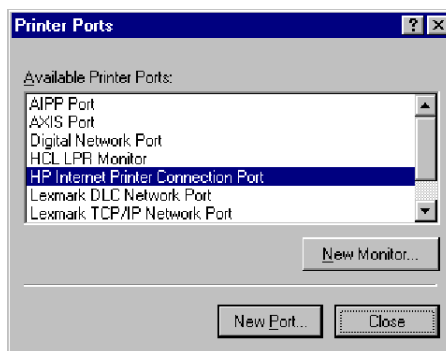 Printer Ports
Available Printer Ports:
AIPP Port
AXIS Port
Digital Network Port
HCL LPR Monitor
HP Internet Printer Connection Port
Lexmark DLC Network Port
Lexmark TCP/IP Network Port
New Monitor...
New Port...
Close